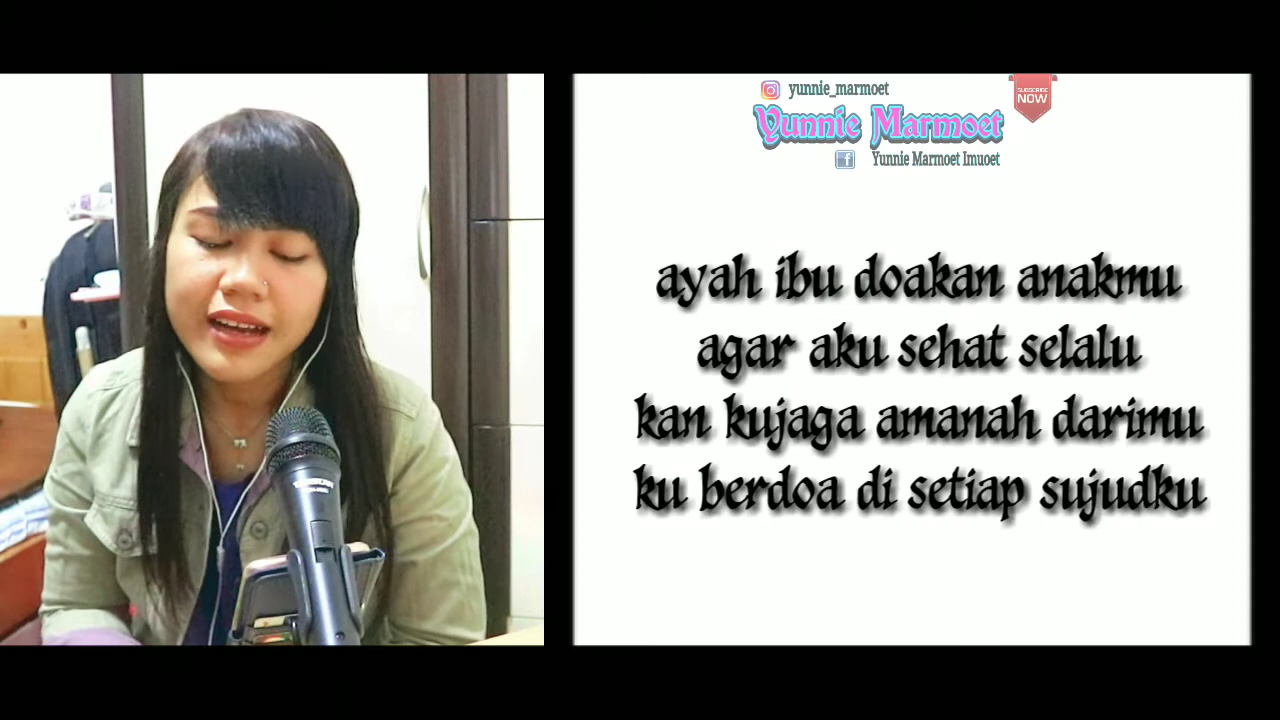 yunnie_marmoet
SUBSCRIBE
NOW
Yunnie Marmoet
Yunnie Marmoet Imuoet
ayah ibu doakan anakmu
agar aku sehat selalu
kan kujaga amanah darimu
ku berdoa di setiap sujudku